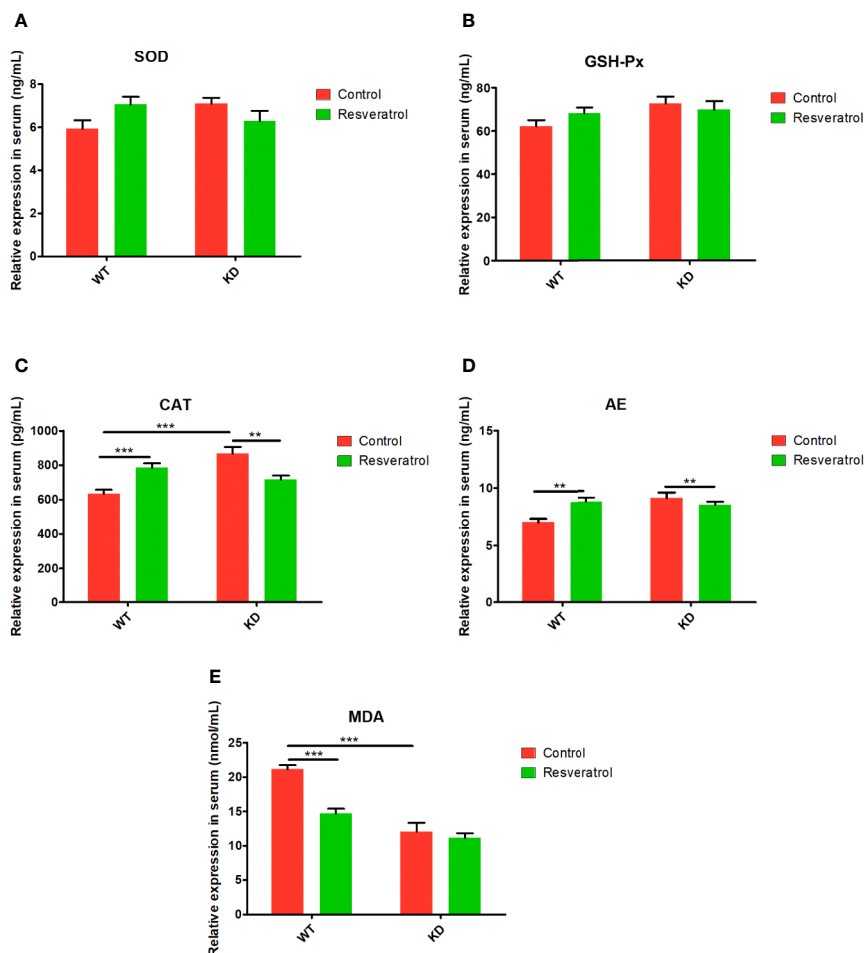 A
SOD
Relative expression in serum (ng/mL)
8
6
4
2
0
WT
KD
Control
Resveratrol
B
GSH-Px
Relative expression in serum (ng/mL)
80
60
40
20
0
WT
KD
Control
Resveratrol
C
CAT
Relative expression in serum (pg/mL)
1000
800
600
400
200
0
***
***
**
WT
KD
Control
Resveratrol
D
AE
Relative expression in serum (ng/mL)
15
10
5
0
**
**
WT
KD
Control
Resveratrol
E
MDA
Relative expression in serum (nmol/mL)
25
20
15
10
5
0
***
***
WT
KD
Control
Resveratrol